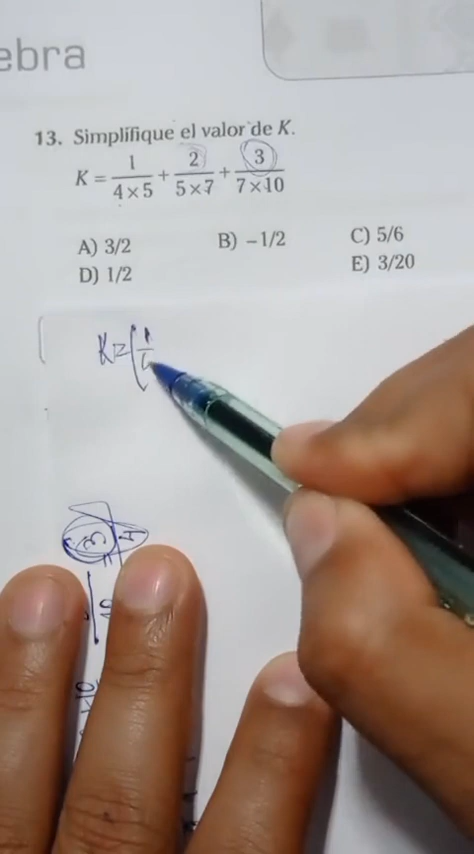 ebra
13. Simplifique el valor de K.
K = 1/(4×5) + 2/(5×7) + 3/(7×10)
A) 3/2 B) −1/2 C) 5/6
D) 1/2 E) 3/20
K=(1